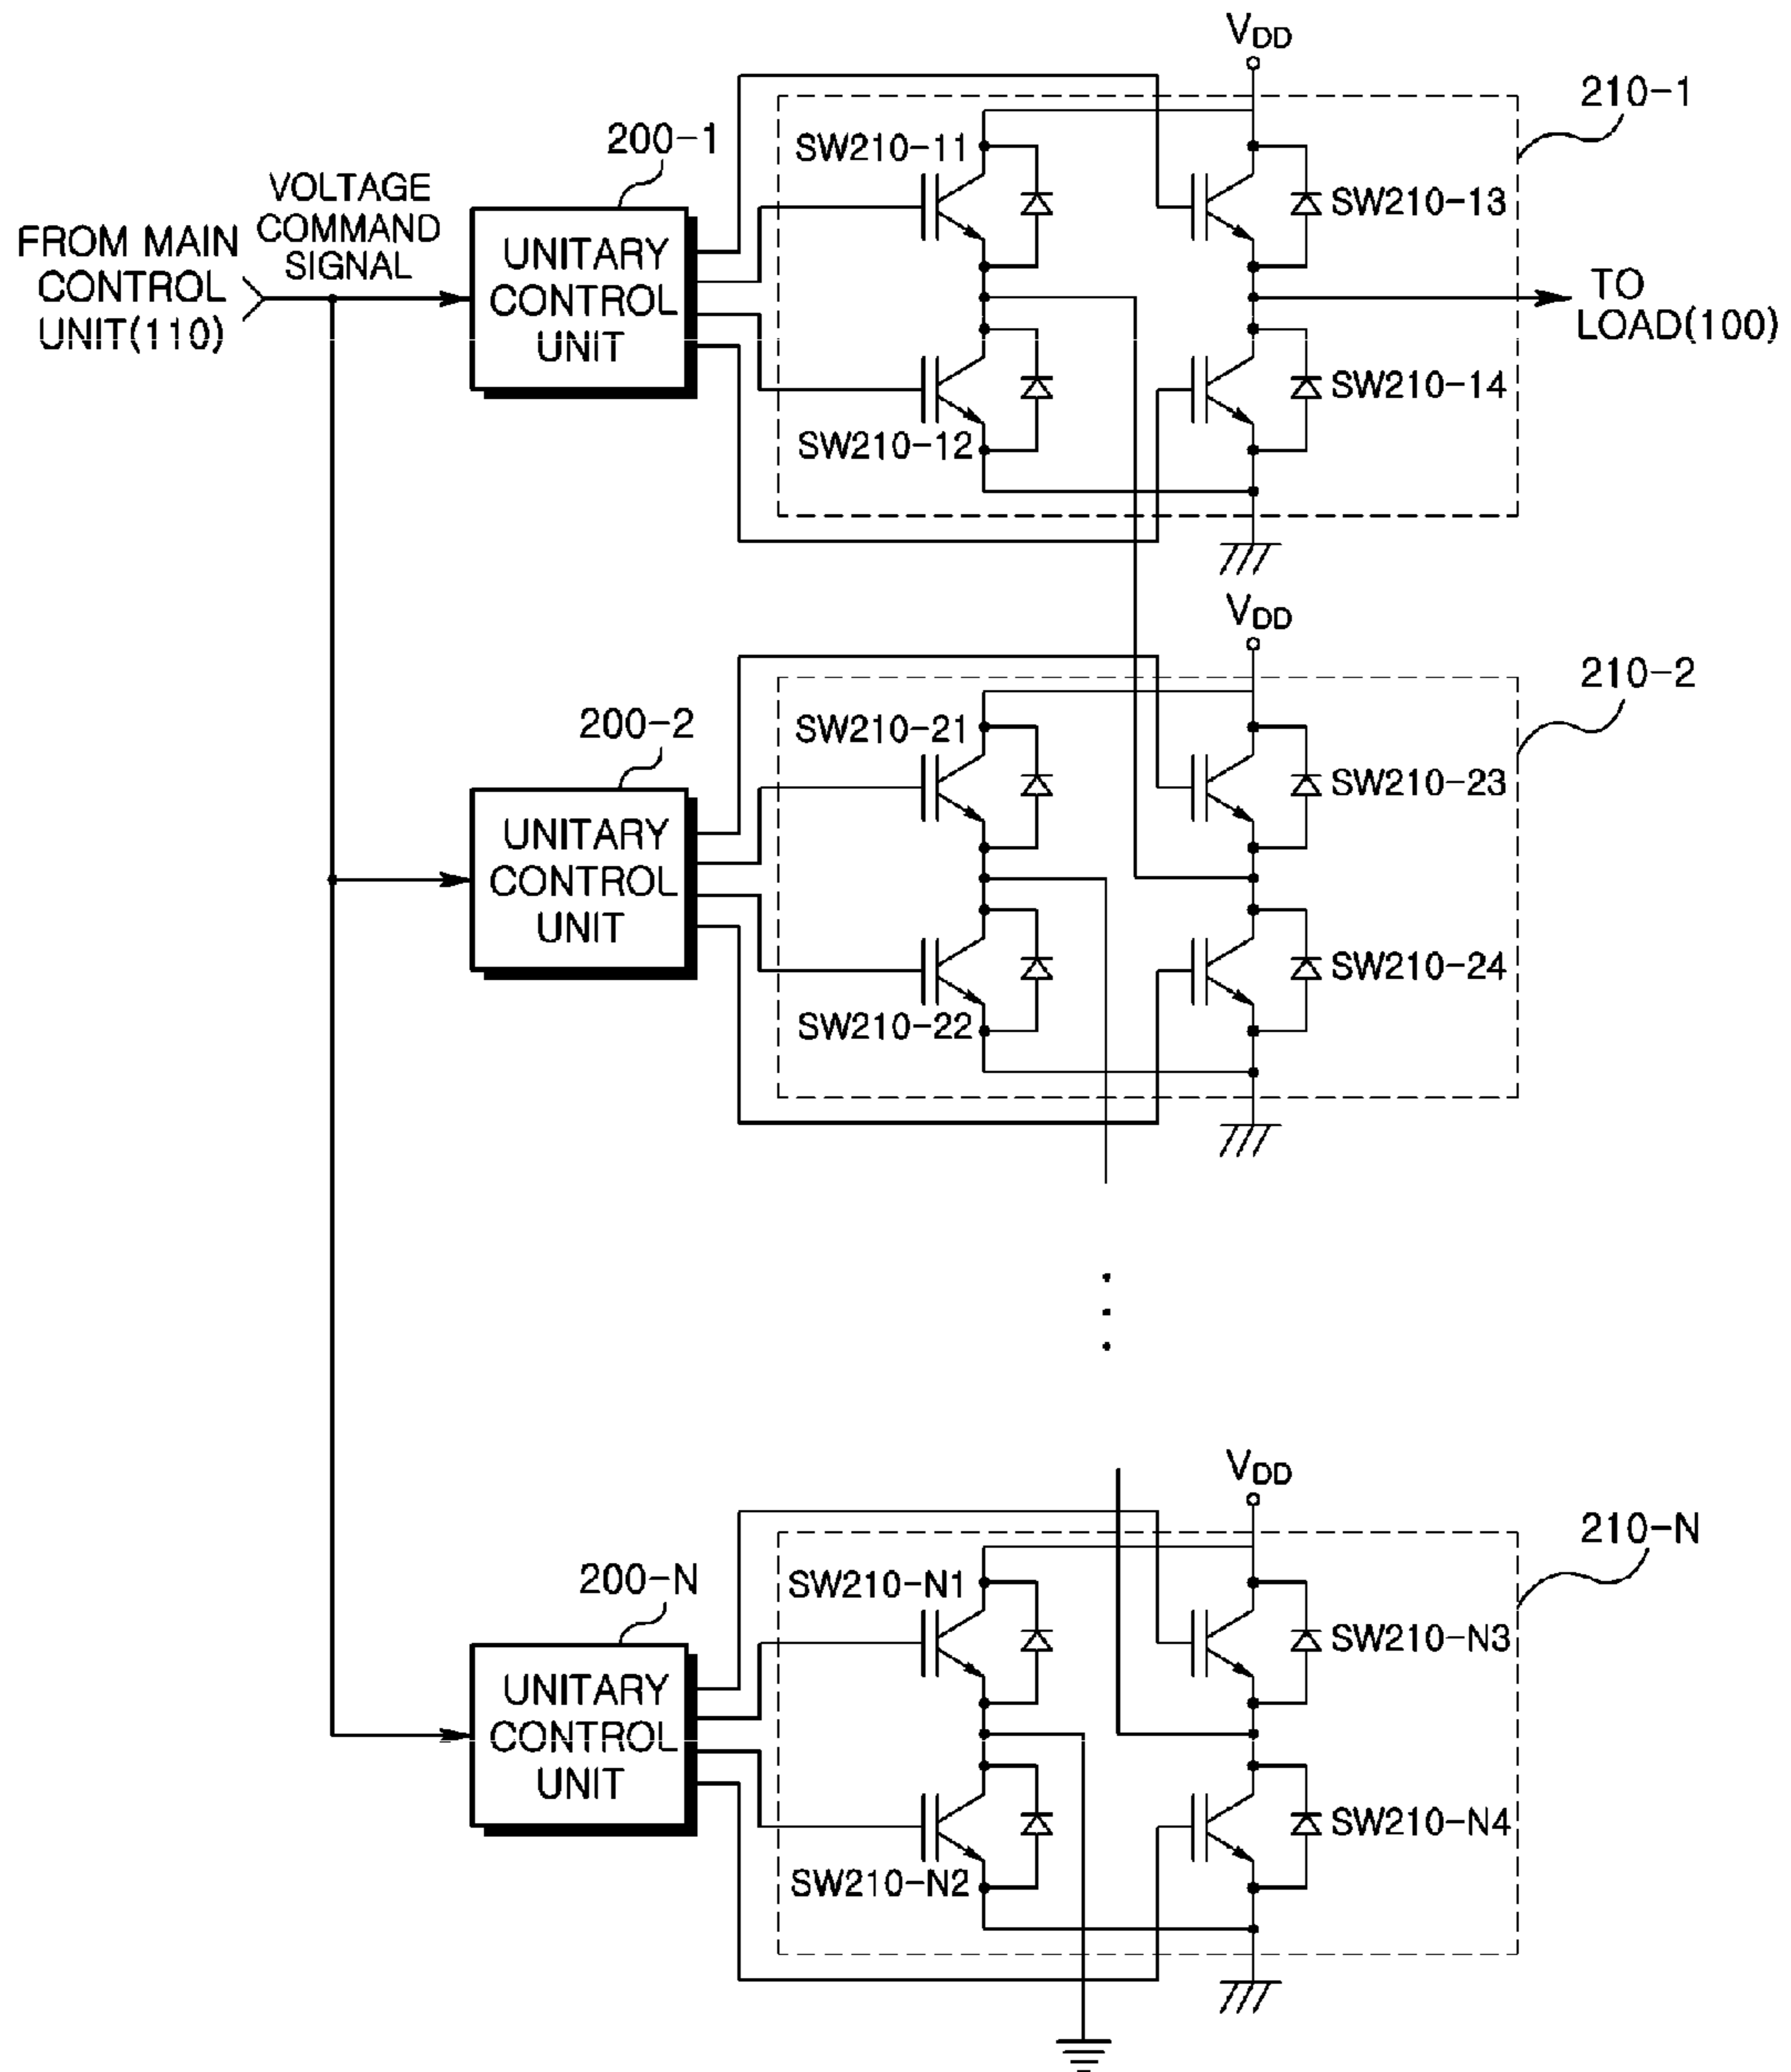 VDD
210-1
200-1
SW210-11
VOLTAGE
COMMAND
SIGNAL
FROM MAIN
CONTROL
UNIT(110)
UNITARY
CONTROL
UNIT
SW210-13
TO
LOAD(100)
SW210-14
SW210-12
VDD
210-2
200-2
SW210-21
SW210-23
UNITARY
CONTROL
UNIT
SW210-24
SW210-22
VDD
210-N
200-N
SW210-N1
SW210-N3
UNITARY
CONTROL
UNIT
SW210-N4
SW210-N2